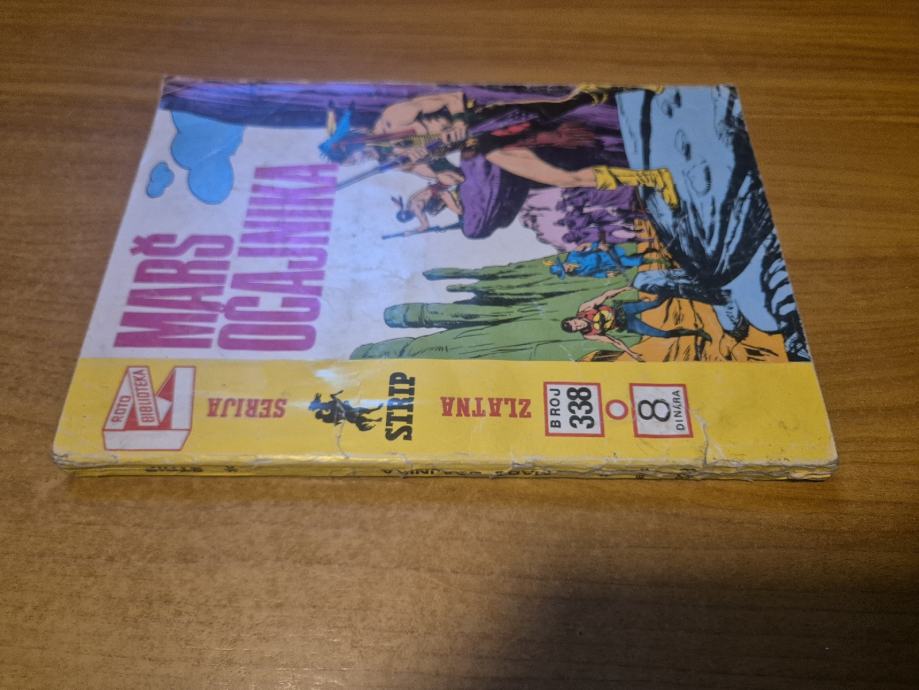 MARŠ
OČAJNIKA
ROTO
BIBLIOTEKA
ZLATNA
SERIJA
STRIP
BROJ
338
8
DINARA